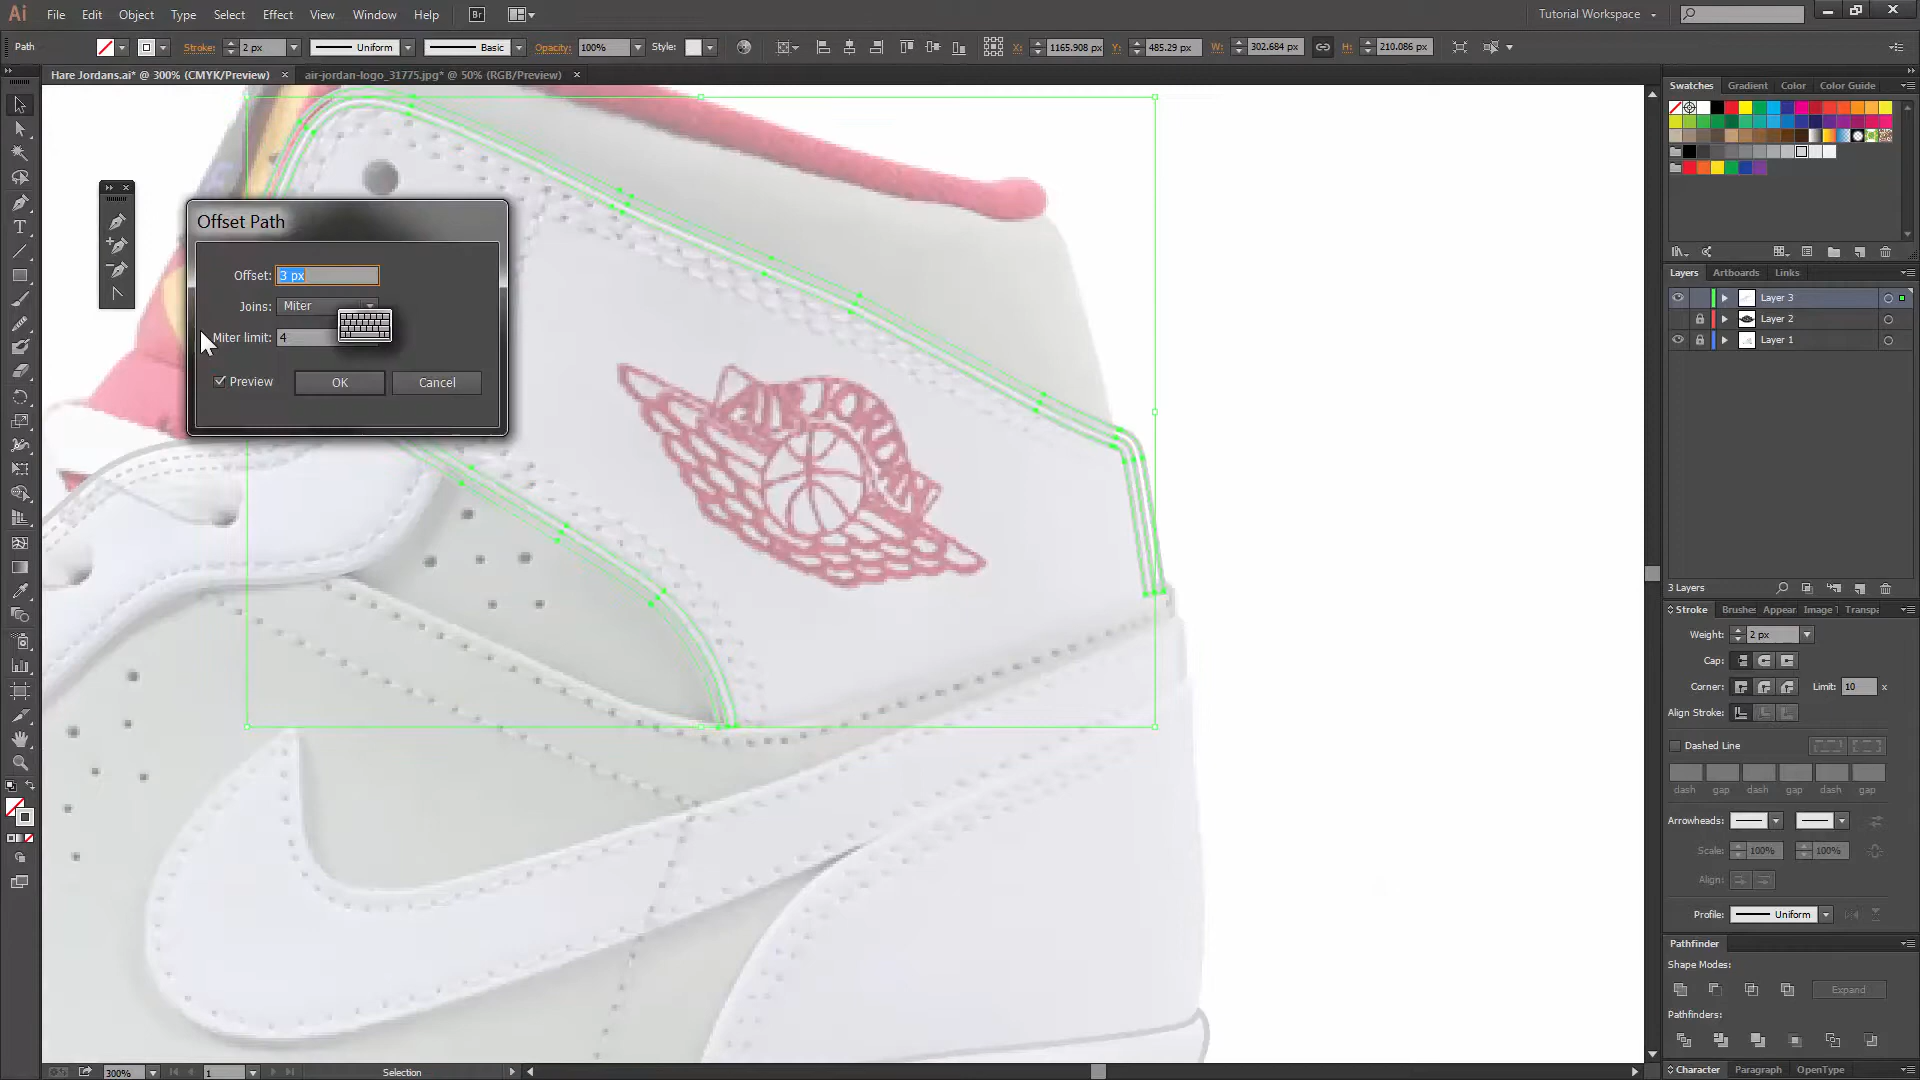 Ai File Edit Object Type Select Effect View Window Help Br Tutorial Workspace
Path Stroke: 2 px Uniform Basic Opacity: 100% Style: X: 1165.908 px Y: 485.29 px W: 302.684 px H: 210.086 px
Hare Jordans.ai* @ 300% (CMYK/Preview) × air-jordan-logo_31775.jpg* @ 50% (RGB/Preview) ×
Swatches Gradient Color Color Guide
Offset Path
Offset: 3 px
Joins: Miter
Miter limit: 4
Preview OK Cancel
AIR JORDAN
Layers Artboards Links
Layer 3
Layer 2
Layer 1
3 Layers
Stroke Brushes Appear Image T Transpa
Weight: 2 px
Cap:
Corner: Limit: 10 x
Align Stroke:
Dashed Line
dash gap dash gap dash gap
Arrowheads:
Scale: 100% 100%
Align:
Profile: Uniform
Pathfinder
Shape Modes:
Expand
Pathfinders:
Character Paragraph OpenType
300% 1 Selection